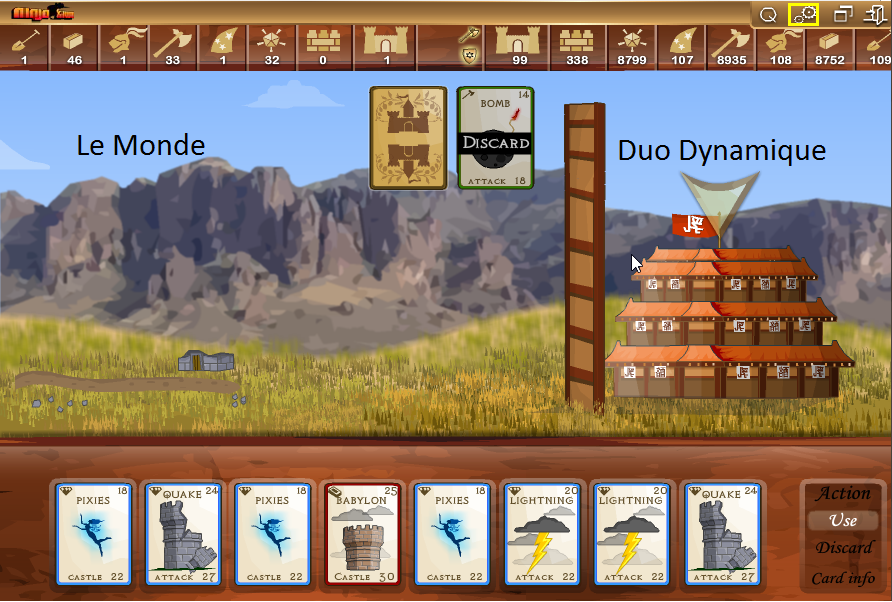 Ninja Kiwi
1 46 1 33 1 32 0 1 99 338 8799 107 8935 108 8752 109
Le Monde
14
BOMB
DISCARD
ATTACK 18
Duo Dynamique
18
PIXIES
CASTLE 22
24
QUAKE
ATTACK 27
18
PIXIES
CASTLE 22
25
BABYLON
CASTLE 30
18
PIXIES
CASTLE 22
20
LIGHTNING
ATTACK 22
20
LIGHTNING
ATTACK 22
24
QUAKE
ATTACK 27
Action
Use
Discard
Card info